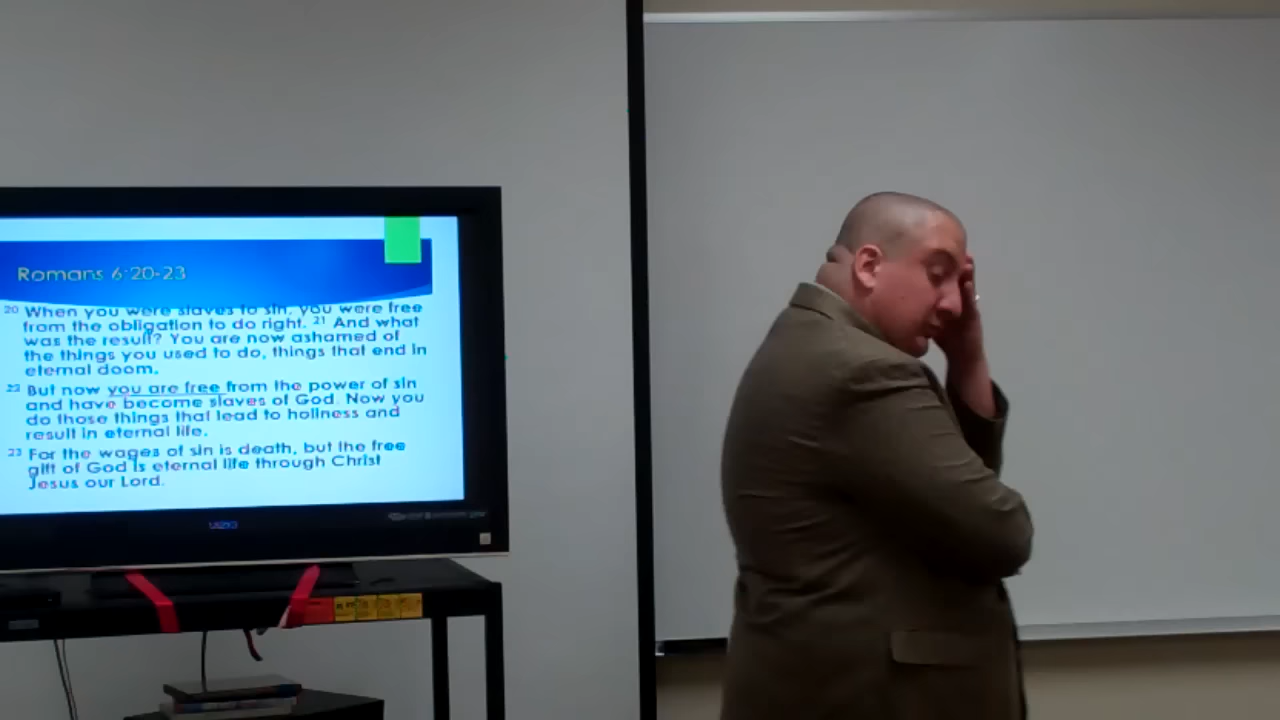 Romans 6:20-23
20 When you were slaves to sin, you were free
from the obligation to do right. 21 And what
was the result? You are now ashamed of
the things you used to do, things that end in
eternal doom.
22 But now you are free from the power of sin
and have become slaves of God. Now you
do those things that lead to holiness and
result in eternal life.
23 For the wages of sin is death, but the free
gift of God is eternal life through Christ
Jesus our Lord.
VIZIO